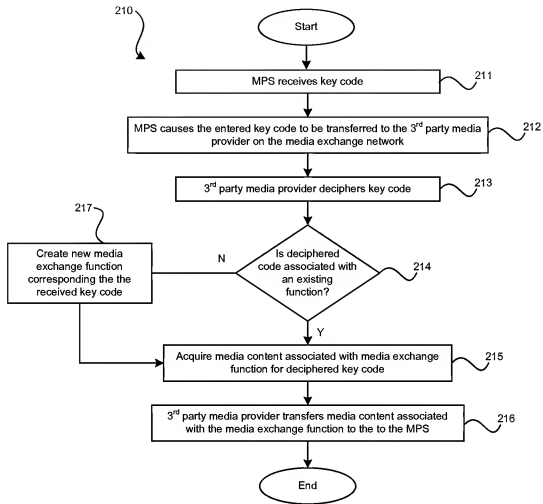 210
Start
MPS receives key code
211
MPS causes the entered key code to be transferred to the 3rd party media
provider on the media exchange network
212
3rd party media provider deciphers key code
213
217
Create new media
exchange function
corresponding the the
received key code
N
Is deciphered
code associated with
an existing
function?
214
Y
Acquire media content associated with media exchange
function for deciphered key code
215
3rd party media provider transfers media content associated
with the media exchange function to the to the MPS
216
End